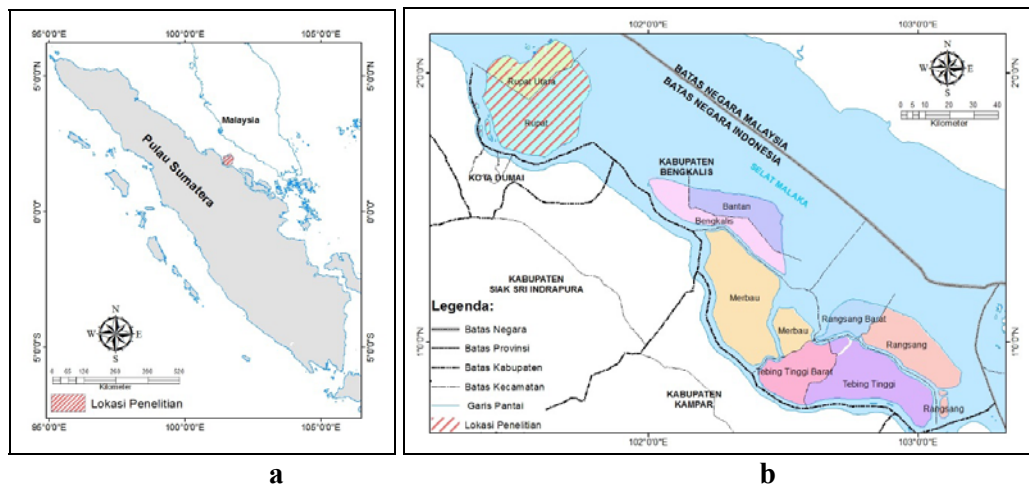 95°0'0"E 100°0'0"E 105°0'0"E
5°0'0"N
5°0'0"N
Malaysia
Pulau Sumatera
0°0'0"
0°0'0"
N
W E
S
5°0'0"S
5°0'0"S
Kilometer
Lokasi Penelitian
95°0'0"E 100°0'0"E 105°0'0"E
a
102°0'0"E 103°0'0"E
2°0'0"N
2°0'0"N
N
W E
S
0 5 10 20 30 40
Kilometer
Rupat Utara
Rupat
BATAS NEGARA MALAYSIA
BATAS NEGARA INDONESIA
SELAT MALAKA
KOTA DUMAI
KABUPATEN
BENGKALIS
Bantan
Bengkalis
KABUPATEN
SIAK SRI INDRAPURA
Merbau
Merbau
Rangsang Barat
Rangsang
Tebing Tinggi Barat
Tebing Tinggi
Rangsang
KABUPATEN
KAMPAR
1°0'0"N
1°0'0"N
Legenda:
Batas Negara
Batas Provinsi
Batas Kabupaten
Batas Kecamatan
Garis Pantai
Lokasi Penelitian
102°0'0"E 103°0'0"E
b